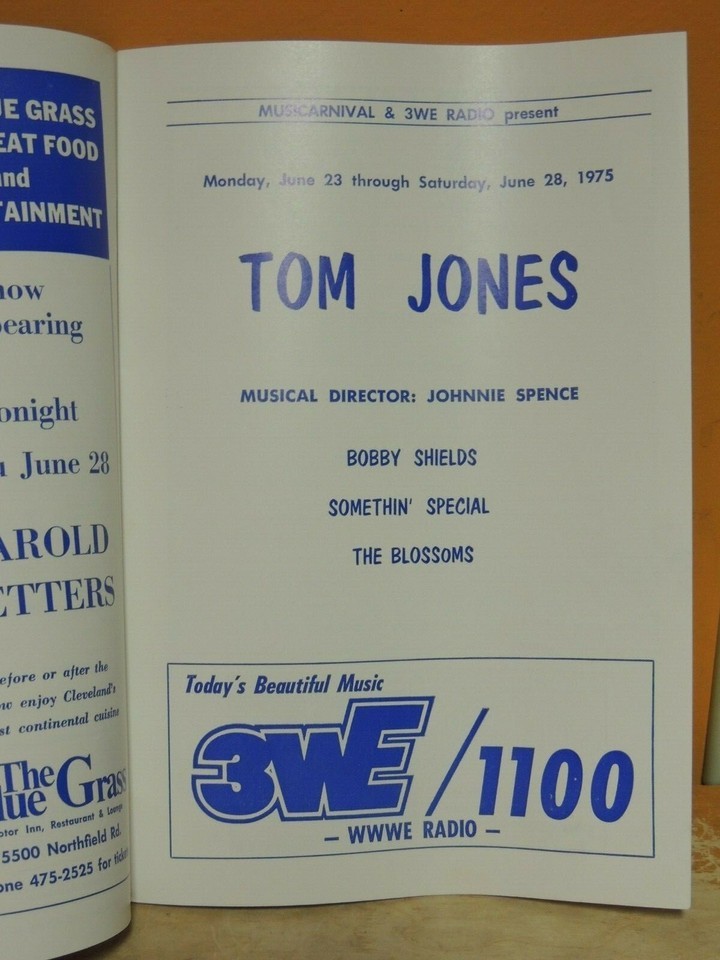 UE GRASS
EAT FOOD
and
TAINMENT
now
pearing
onight
June 28
AROLD
ETTERS
efore or after the
enjoy Cleveland's
st continental cuisine
The
lue Grass
otor Inn, Restaurant & Lounge
5500 Northfield Rd.
one 475-2525 for ticket
MUSICARNIVAL & 3WE RADIO present
Monday, June 23 through Saturday, June 28, 1975
TOM JONES
MUSICAL DIRECTOR: JOHNNIE SPENCE
BOBBY SHIELDS
SOMETHIN' SPECIAL
THE BLOSSOMS
Today's Beautiful Music
3WE/1100
— WWWE RADIO —